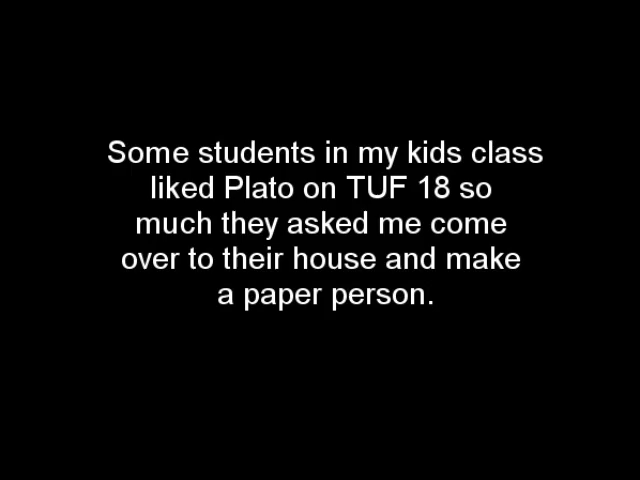 Some students in my kids class
liked Plato on TUF 18 so
much they asked me come
over to their house and make
a paper person.